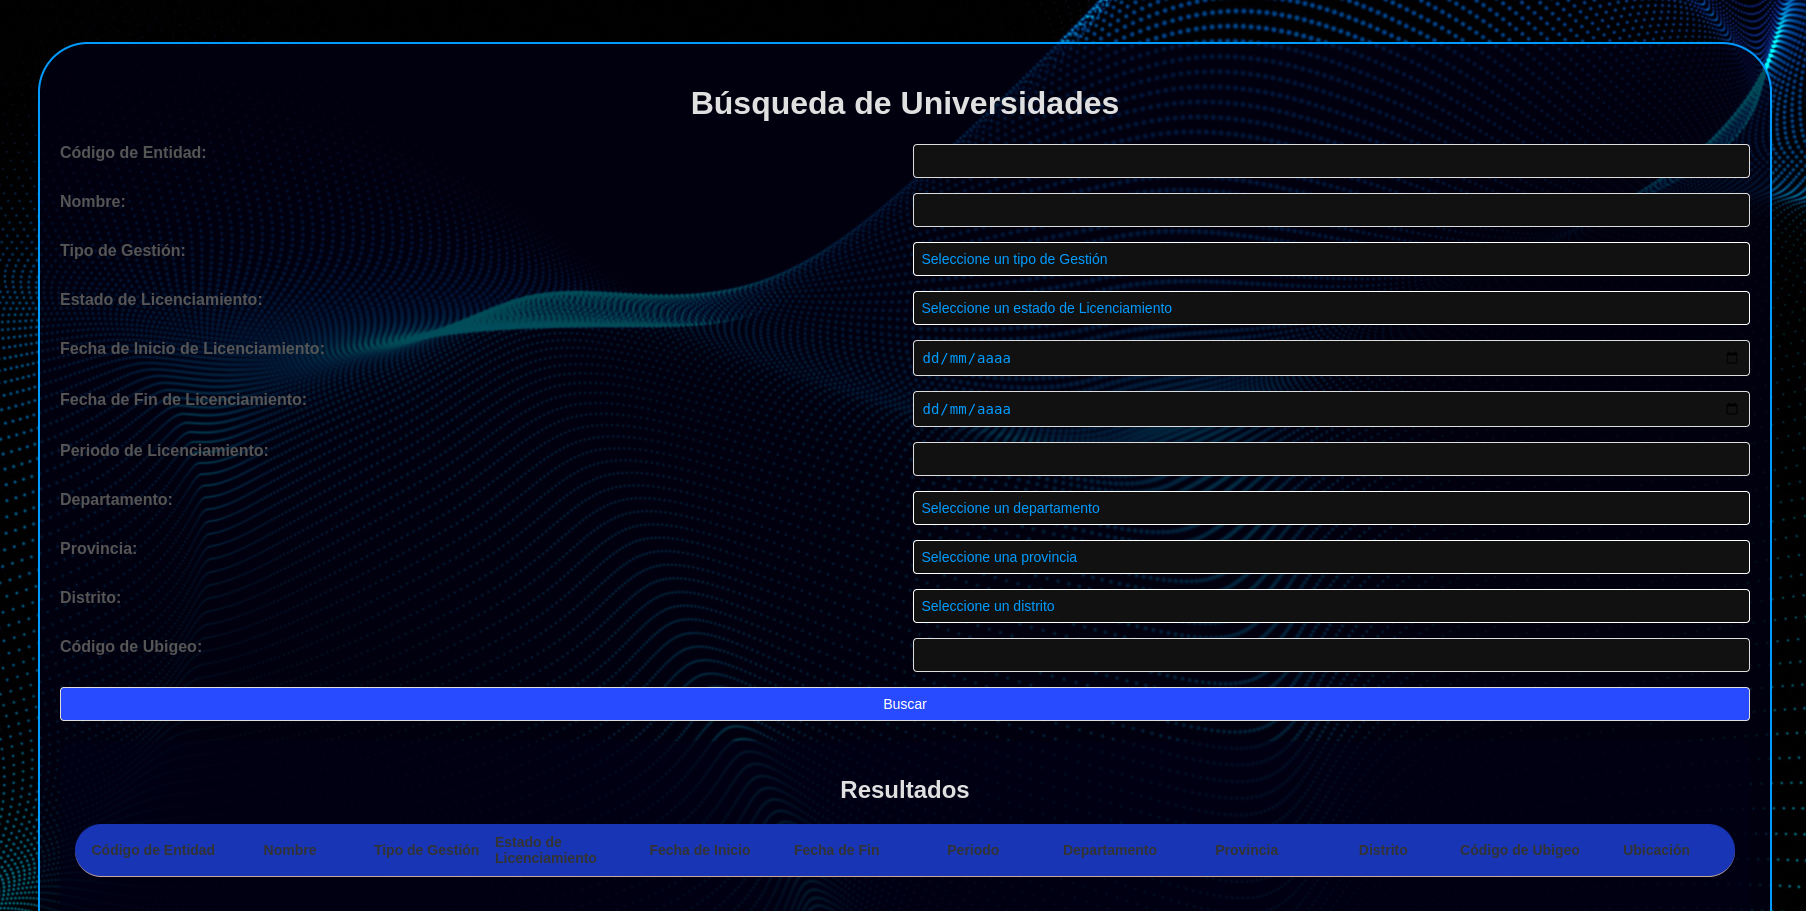 Búsqueda de Universidades
Código de Entidad:
Nombre:
Tipo de Gestión:
Seleccione un tipo de Gestión
Estado de Licenciamiento:
Seleccione un estado de Licenciamiento
Fecha de Inicio de Licenciamiento:
dd/mm/aaaa
Fecha de Fin de Licenciamiento:
dd/mm/aaaa
Periodo de Licenciamiento:
Departamento:
Seleccione un departamento
Provincia:
Seleccione una provincia
Distrito:
Seleccione un distrito
Código de Ubigeo:
Buscar
Resultados
Código de Entidad
Nombre
Tipo de Gestión
Estado de
Licenciamiento
Fecha de Inicio
Fecha de Fin
Periodo
Departamento
Provincia
Distrito
Código de Ubigeo
Ubicación